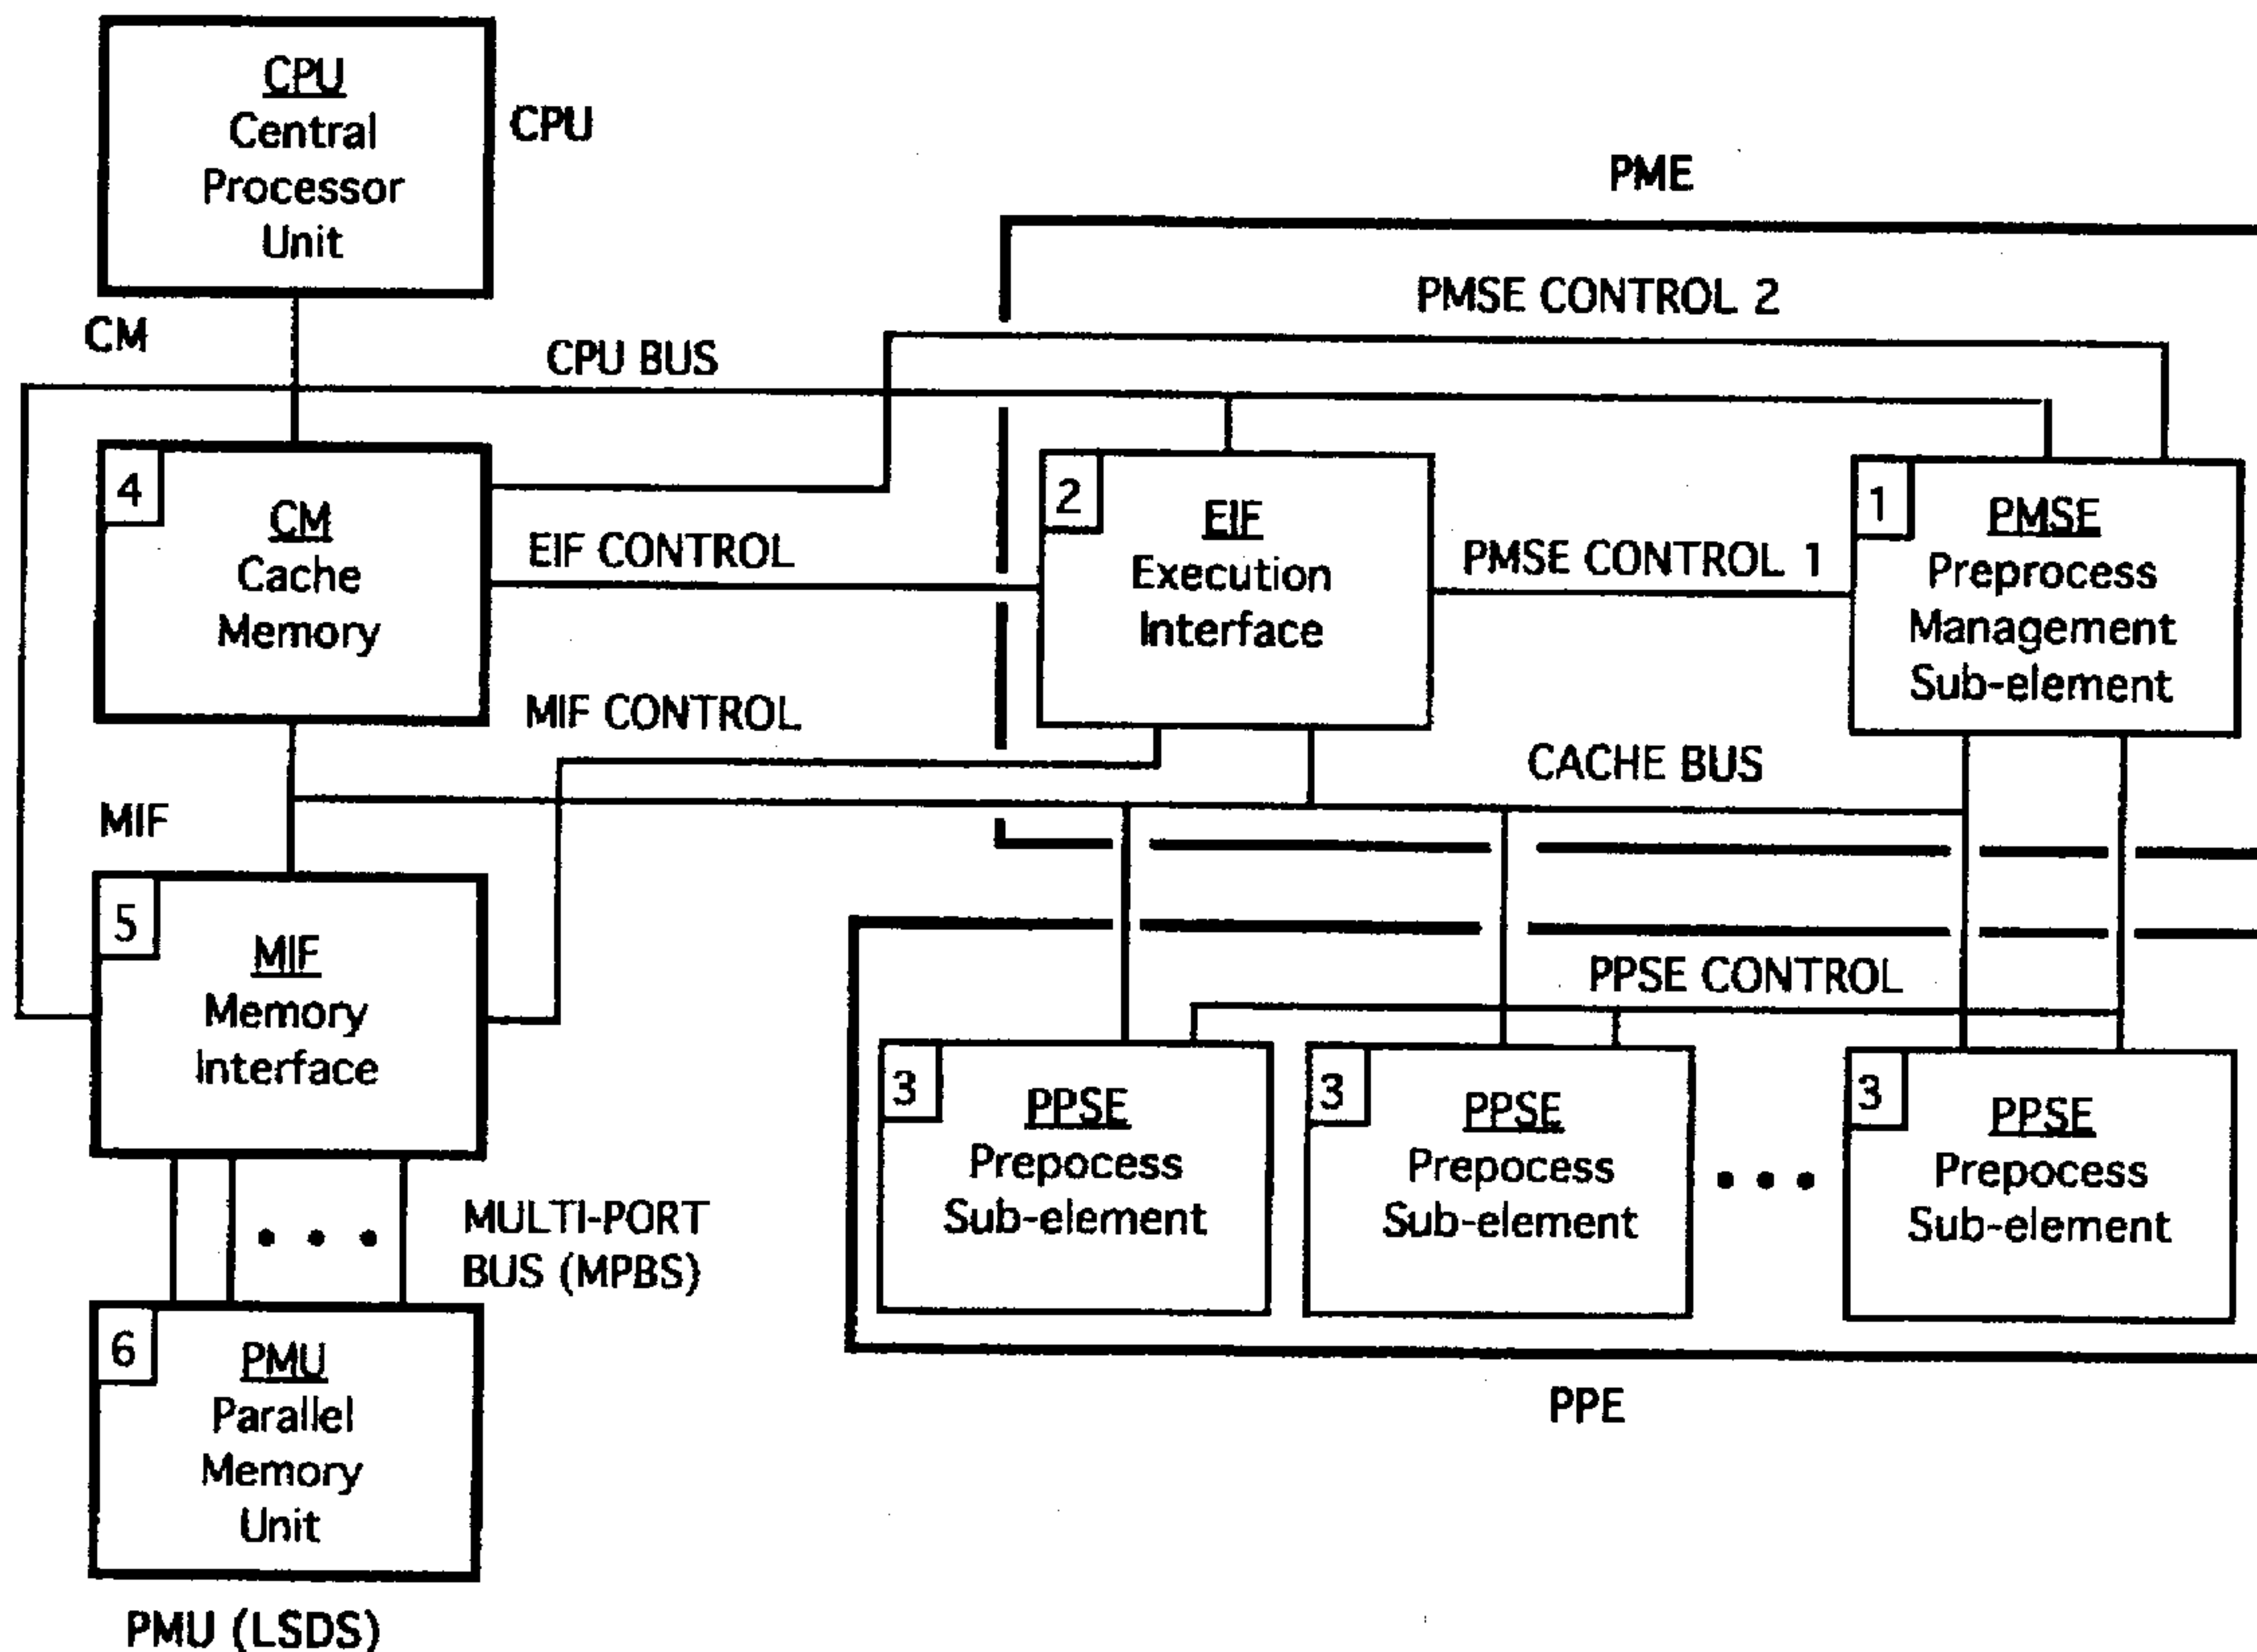 CPU
Central
Processor
Unit
CPU
PME
CM
PMSE CONTROL 2
CPU BUS
4
CM
Cache
Memory
EIF CONTROL
2
EIF
Execution
Interface
PMSE CONTROL 1
1
PMSE
Preprocess
Management
Sub-element
MIF CONTROL
CACHE BUS
MIF
5
MIF
Memory
Interface
PPSE CONTROL
3
PPSE
Prepocess
Sub-element
3
PPSE
Prepocess
Sub-element
3
PPSE
Prepocess
Sub-element
MULTI-PORT
BUS (MPBS)
6
PMU
Parallel
Memory
Unit
PPE
PMU (LSDS)